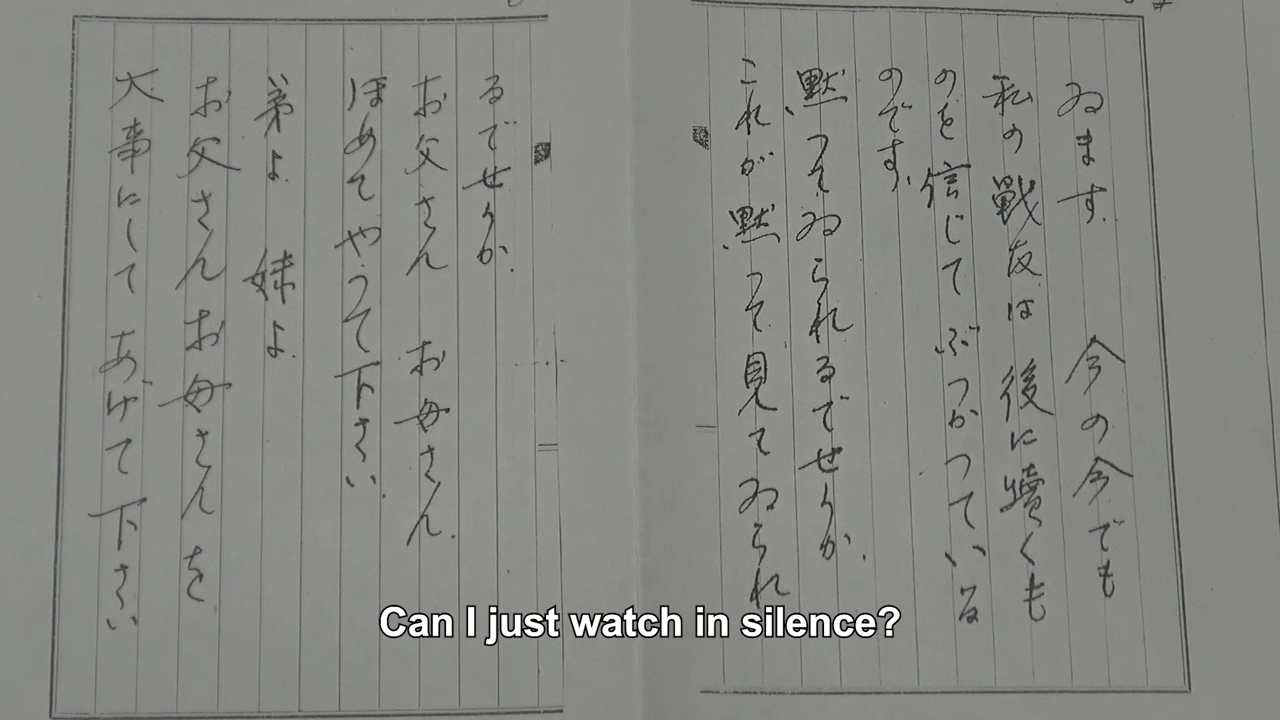 ゐます 今の今でも
私の戦友は後に續くも
のを信じてぶつかつている
のです、
黙つてゐられるでせうか、
これが黙つて見てゐられ
るでせうか、
お父さん お母さん、
ほめてやつて下さい、
弟よ 妹よ
お父さんお母さんを
大事にしてあげて下さい
Can I just watch in silence?